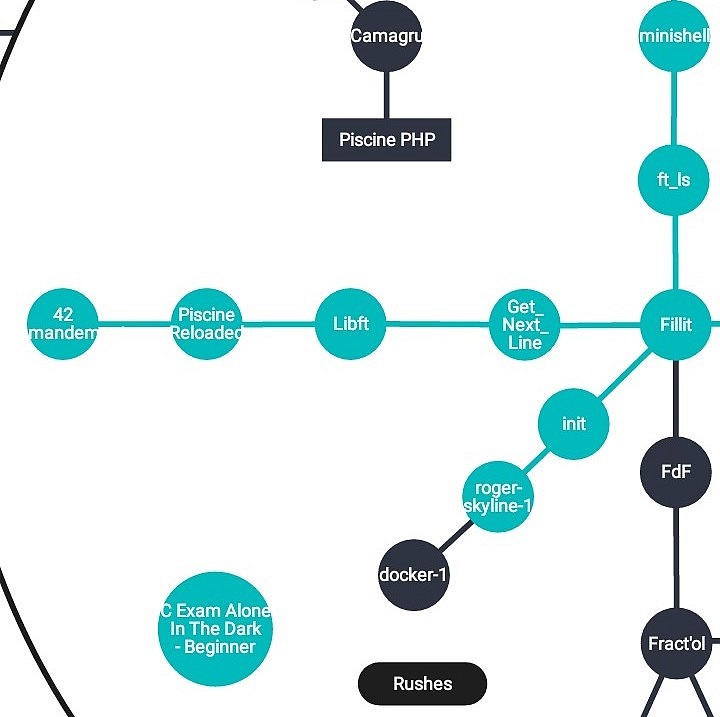 Camagru
minishell
Piscine PHP
ft_ls
42
mandem
Piscine
Reloaded
Libft
Get_
Next_
Line
Fillit
init
FdF
roger-
skyline-1
docker-1
C Exam Alone
In The Dark
- Beginner
Fract'ol
Rushes